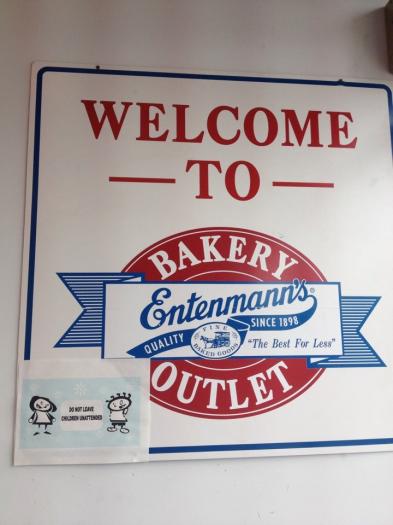 WELCOME
TO
BAKERY
Entenmann's®
SINCE 1898
QUALITY
FINE
BAKED GOODS
"The Best For Less"
OUTLET
DO NOT LEAVE
CHILDREN UNATTENDED